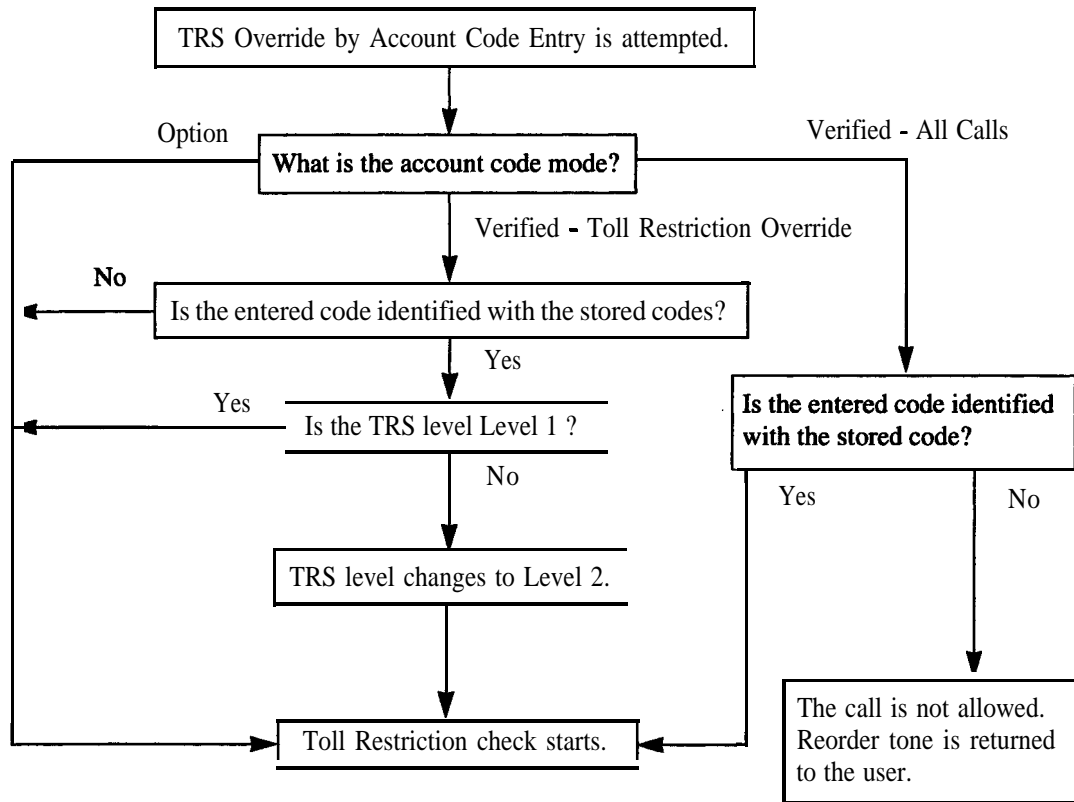 TRS Override by Account Code Entry is attempted.
Option
Verified - All Calls
What is the account code mode?
Verified - Toll Restriction Override
No
Is the entered code identified with the stored codes?
Yes
Yes
Is the TRS level Level 1 ?
Is the entered code identified
with the stored code?
No
Yes
No
TRS level changes to Level 2.
The call is not allowed.
Reorder tone is returned
to the user.
Toll Restriction check starts.